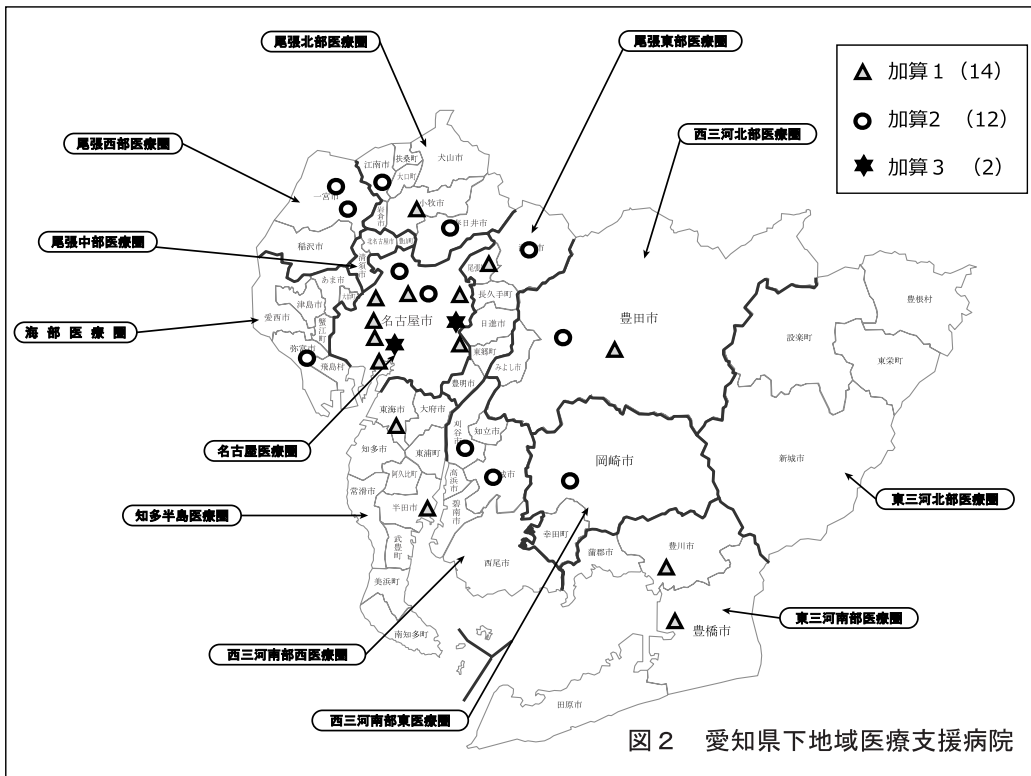 尾張北部医療圏
尾張東部医療圏
加算１（14）
加算2（12）
加算３（2）
西三河北部医療圏
尾張西部医療圏
江南市
扶桑町
大口町
犬山市
一宮市
岩倉市
小牧市
春日井市
稲沢市
尾張中部医療圏
北名古屋市
清須市
あま市
津島市
愛西市
蟹江町
海部医療圏
弥富市
飛島村
名古屋市
長久手町
日進市
東郷町
みよし市
豊明市
豊田市
設楽町
豊根村
東栄町
名古屋医療圏
東海市
大府市
知多市
東浦町
刈谷市
知立市
岡崎市
新城市
東三河北部医療圏
阿久比町
高浜市
常滑市
半田市
碧南市
知多半島医療圏
武豊町
西尾市
幸田町
蒲郡市
豊川市
美浜町
南知多町
豊橋市
東三河南部医療圏
西三河南部西医療圏
西三河南部東医療圏
田原市
図２　愛知県下地域医療支援病院